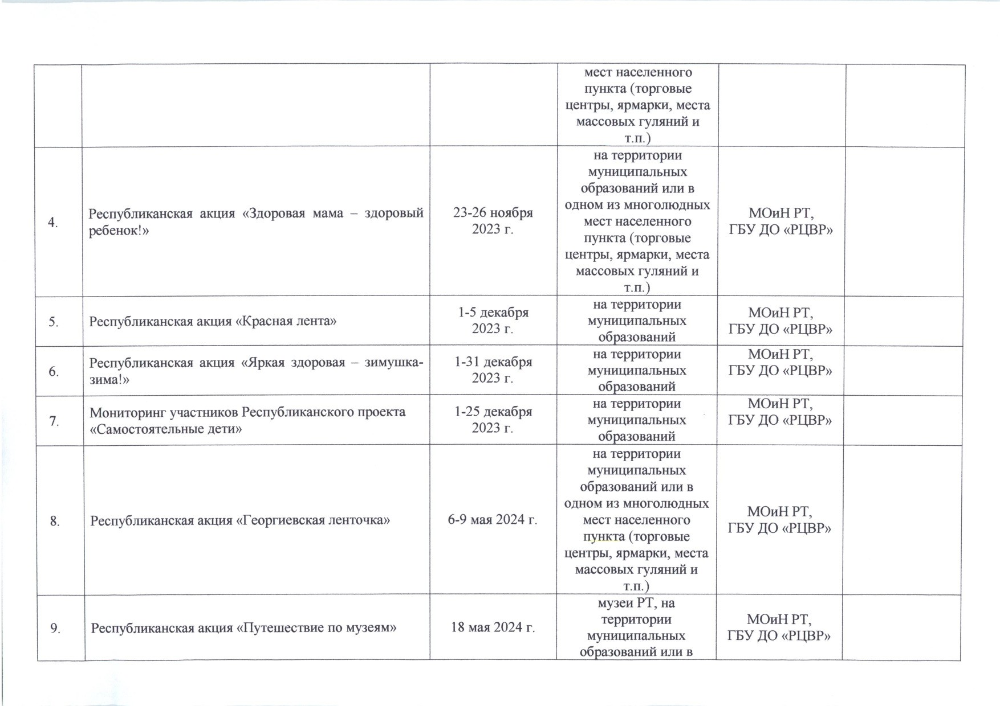 мест населенного
пункта (торговые
центры, ярмарки, места
массовых гуляний и
т.п.)
4.
Республиканская акция «Здоровая мама – здоровый
ребенок!»
23-26 ноября
2023 г.
на территории
муниципальных
образований или в
одном из многолюдных
мест населенного
пункта (торговые
центры, ярмарки, места
массовых гуляний и
т.п.)
МОиН РТ,
ГБУ ДО «РЦВР»
5.
Республиканская акция «Красная лента»
1-5 декабря
2023 г.
на территории
муниципальных
образований
МОиН РТ,
ГБУ ДО «РЦВР»
6.
Республиканская акция «Яркая здоровая – зимушка-
зима!»
1-31 декабря
2023 г.
на территории
муниципальных
образований
МОиН РТ,
ГБУ ДО «РЦВР»
7.
Мониторинг участников Республиканского проекта
«Самостоятельные дети»
1-25 декабря
2023 г.
на территории
муниципальных
образований
МОиН РТ,
ГБУ ДО «РЦВР»
8.
Республиканская акция «Георгиевская ленточка»
6-9 мая 2024 г.
на территории
муниципальных
образований или в
одном из многолюдных
мест населенного
пункта (торговые
центры, ярмарки, места
массовых гуляний и
т.п.)
МОиН РТ,
ГБУ ДО «РЦВР»
9.
Республиканская акция «Путешествие по музеям»
18 мая 2024 г.
музеи РТ, на
территории
муниципальных
образований или в
МОиН РТ,
ГБУ ДО «РЦВР»